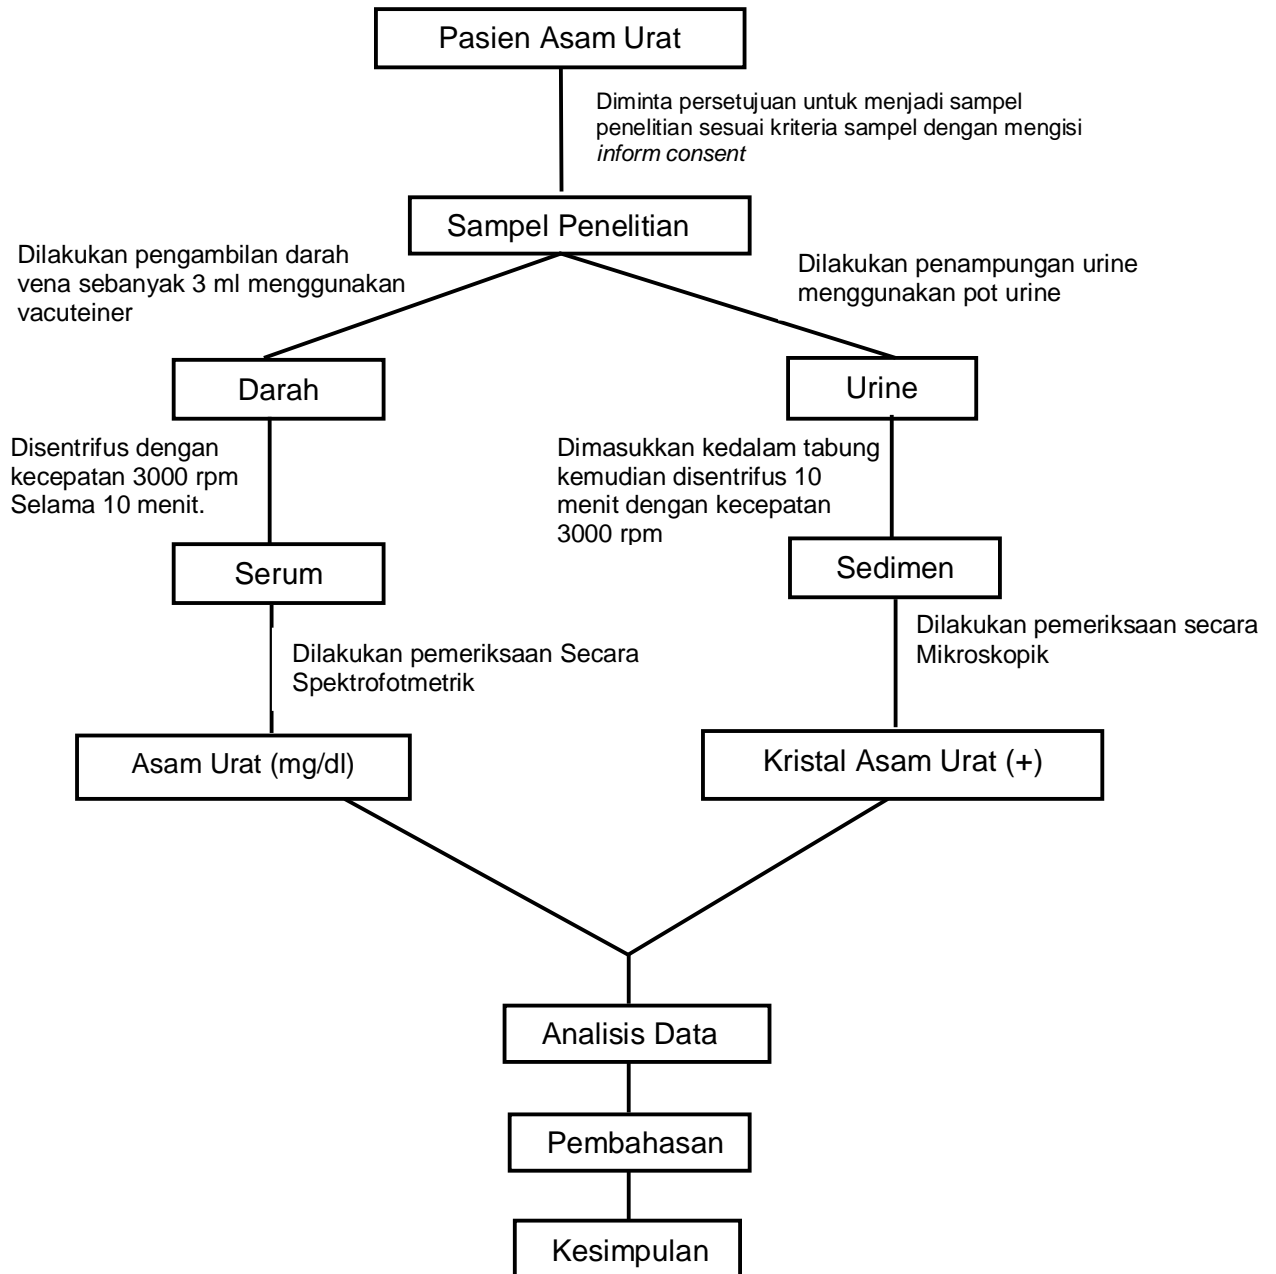 Pasien Asam Urat
Diminta persetujuan untuk menjadi sampel
penelitian sesuai kriteria sampel dengan mengisi
inform consent
Sampel Penelitian
Dilakukan pengambilan darah
vena sebanyak 3 ml menggunakan
vacuteiner
Dilakukan penampungan urine
menggunakan pot urine
Darah
Urine
Disentrifus dengan
kecepatan 3000 rpm
Selama 10 menit.
Dimasukkan kedalam tabung
kemudian disentrifus 10
menit dengan kecepatan
3000 rpm
Serum
Sedimen
Dilakukan pemeriksaan Secara
Spektrofotmetrik
Dilakukan pemeriksaan secara
Mikroskopik
Asam Urat (mg/dl)
Kristal Asam Urat (+)
Analisis Data
Pembahasan
Kesimpulan